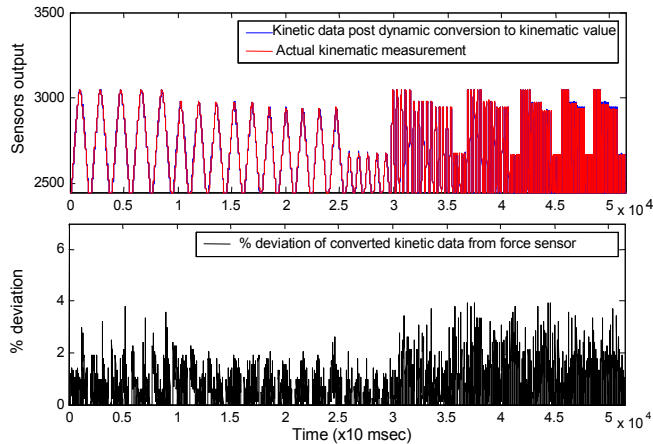 3500
3000
2500
Sensors output
Kinetic data post dynamic conversion to kinematic value
Actual kinematic measurement
0 0.5 1 1.5 2 2.5 3 3.5 4 4.5 5
x 10^4
6
4
2
0
% deviation
% deviation of converted kinetic data from force sensor
0 0.5 1 1.5 2 2.5 3 3.5 4 4.5 5
x 10^4
Time (x10 msec)